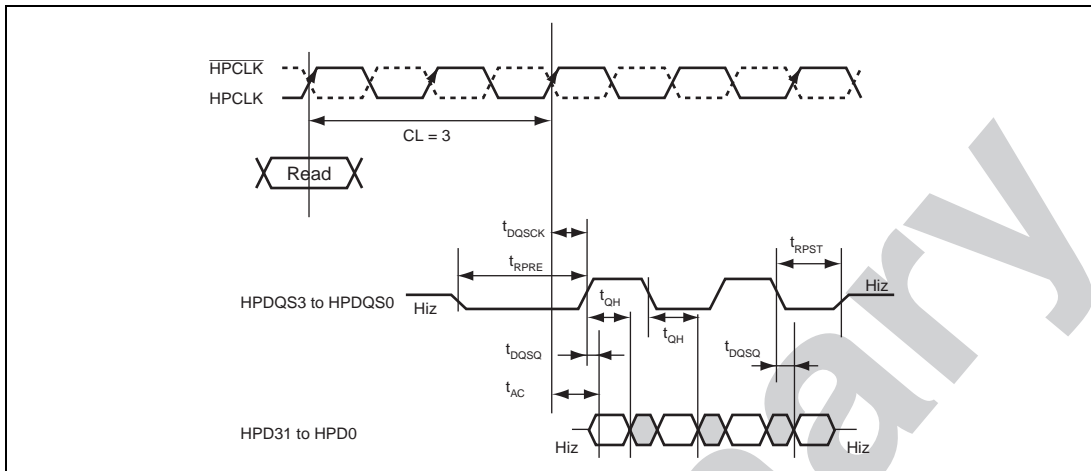 HPCLK
HPCLK
CL = 3
Read
tDQSCK
tRPRE
tRPST
HPDQS3 to HPDQS0
Hiz
Hiz
tQH
tQH
tDQSQ
tDQSQ
tAC
HPD31 to HPD0
Hiz
Hiz